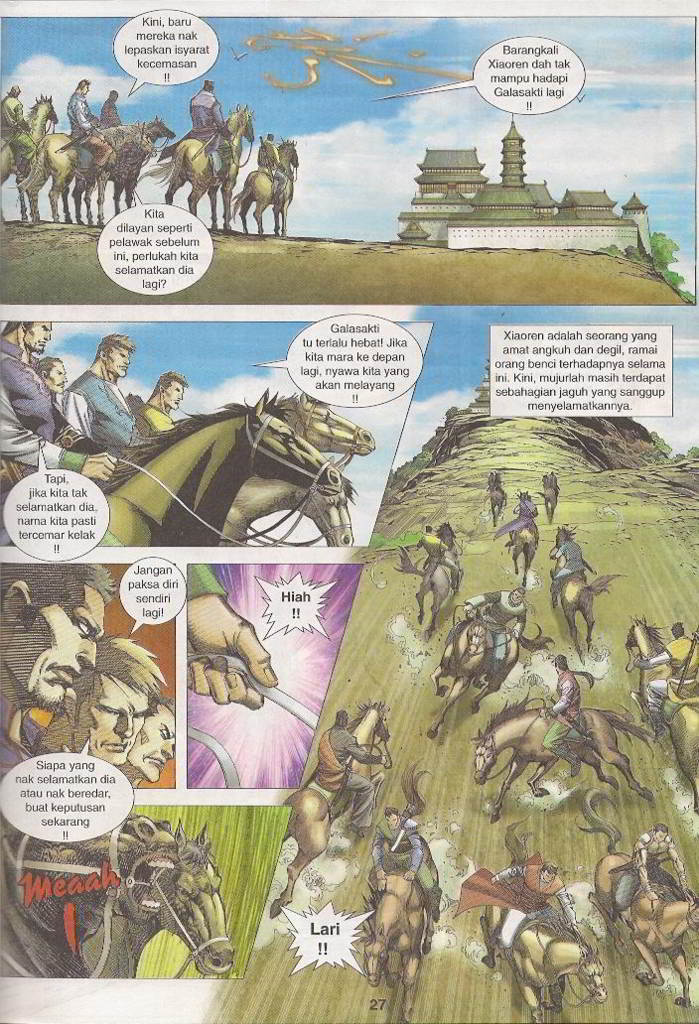 Kini, baru
mereka nak
lepaskan isyarat
kecemasan
!!
Barangkali
Xiaoren dah tak
mampu hadapi
Galasakti lagi
!!
Kita
dilayan seperti
pelawak sebelum
ini, perlukah kita
selamatkan dia
lagi?
Galasakti
tu terlalu hebat! Jika
kita mara ke depan
lagi, nyawa kita yang
akan melayang
!!
Xiaoren adalah seorang yang
amat angkuh dan degil, ramai
orang benci terhadapnya selama
ini. Kini, mujurlah masih terdapat
sebahagian jaguh yang sanggup
menyelamatkannya.
Tapi,
jika kita tak
selamatkan dia,
nama kita pasti
tercemar kelak
!!
Jangan
paksa diri
sendiri
lagi!
Hiah
!!
Siapa yang
nak selamatkan dia
atau nak beredar,
buat keputusan
sekarang
!!
Meaah
!
Lari
!!
27